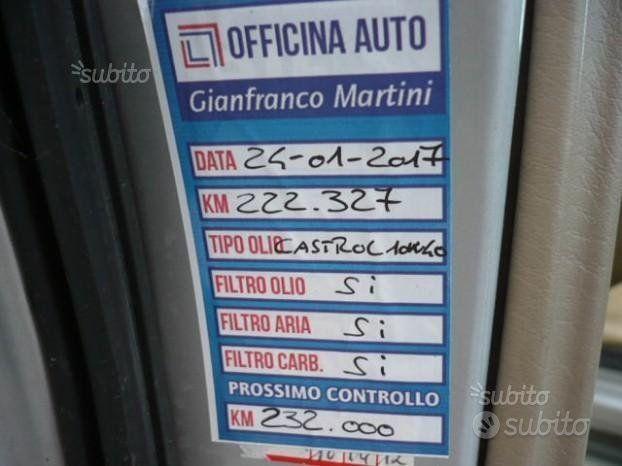 OFFICINA AUTO
Gianfranco Martini
DATA 24-01-2017
KM 222.327
TIPO OLIO CASTROL 10W40
FILTRO OLIO Si
FILTRO ARIA Si
FILTRO CARB. Si
PROSSIMO CONTROLLO
KM 232.000
subito
subito
subito